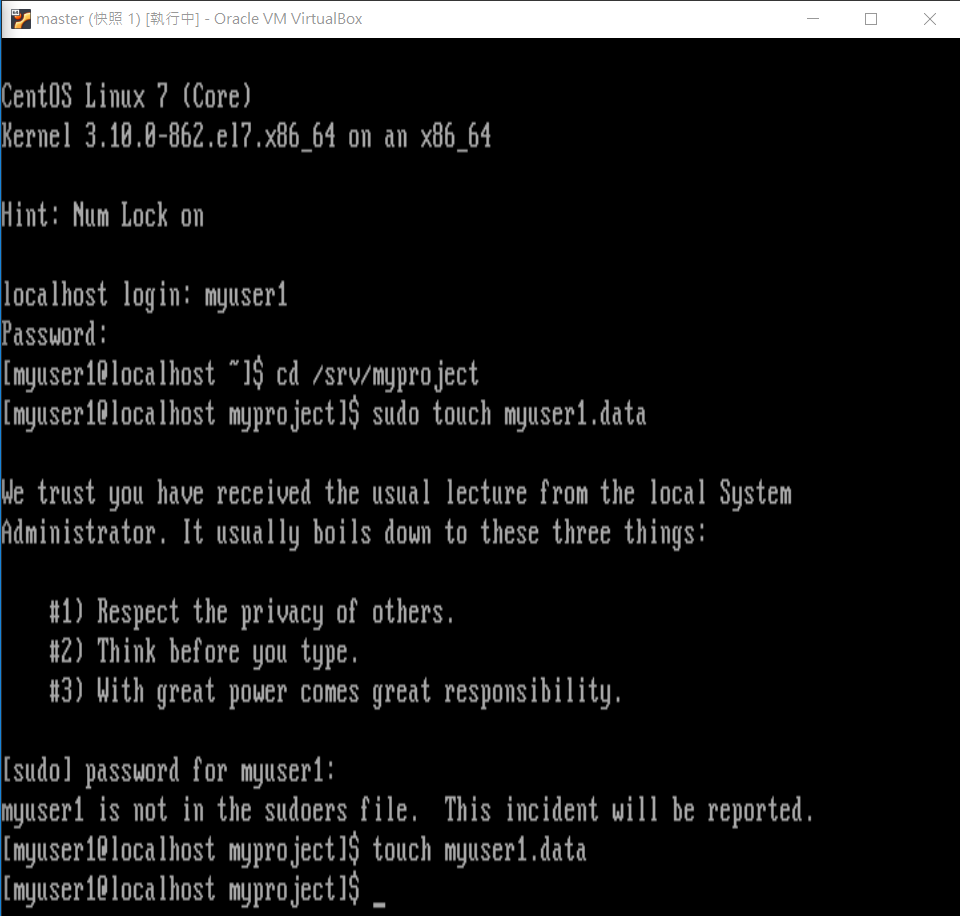 master (快照 1) [執行中] - Oracle VM VirtualBox
CentOS Linux 7 (Core)
Kernel 3.10.0-862.el7.x86_64 on an x86_64
Hint: Num Lock on
localhost login: myuser1
Password:
[myuser1@localhost ~]$ cd /srv/myproject
[myuser1@localhost myproject]$ sudo touch myuser1.data
We trust you have received the usual lecture from the local System
Administrator. It usually boils down to these three things:
#1) Respect the privacy of others.
#2) Think before you type.
#3) With great power comes great responsibility.
[sudo] password for myuser1:
myuser1 is not in the sudoers file.  This incident will be reported.
[myuser1@localhost myproject]$ touch myuser1.data
[myuser1@localhost myproject]$ _